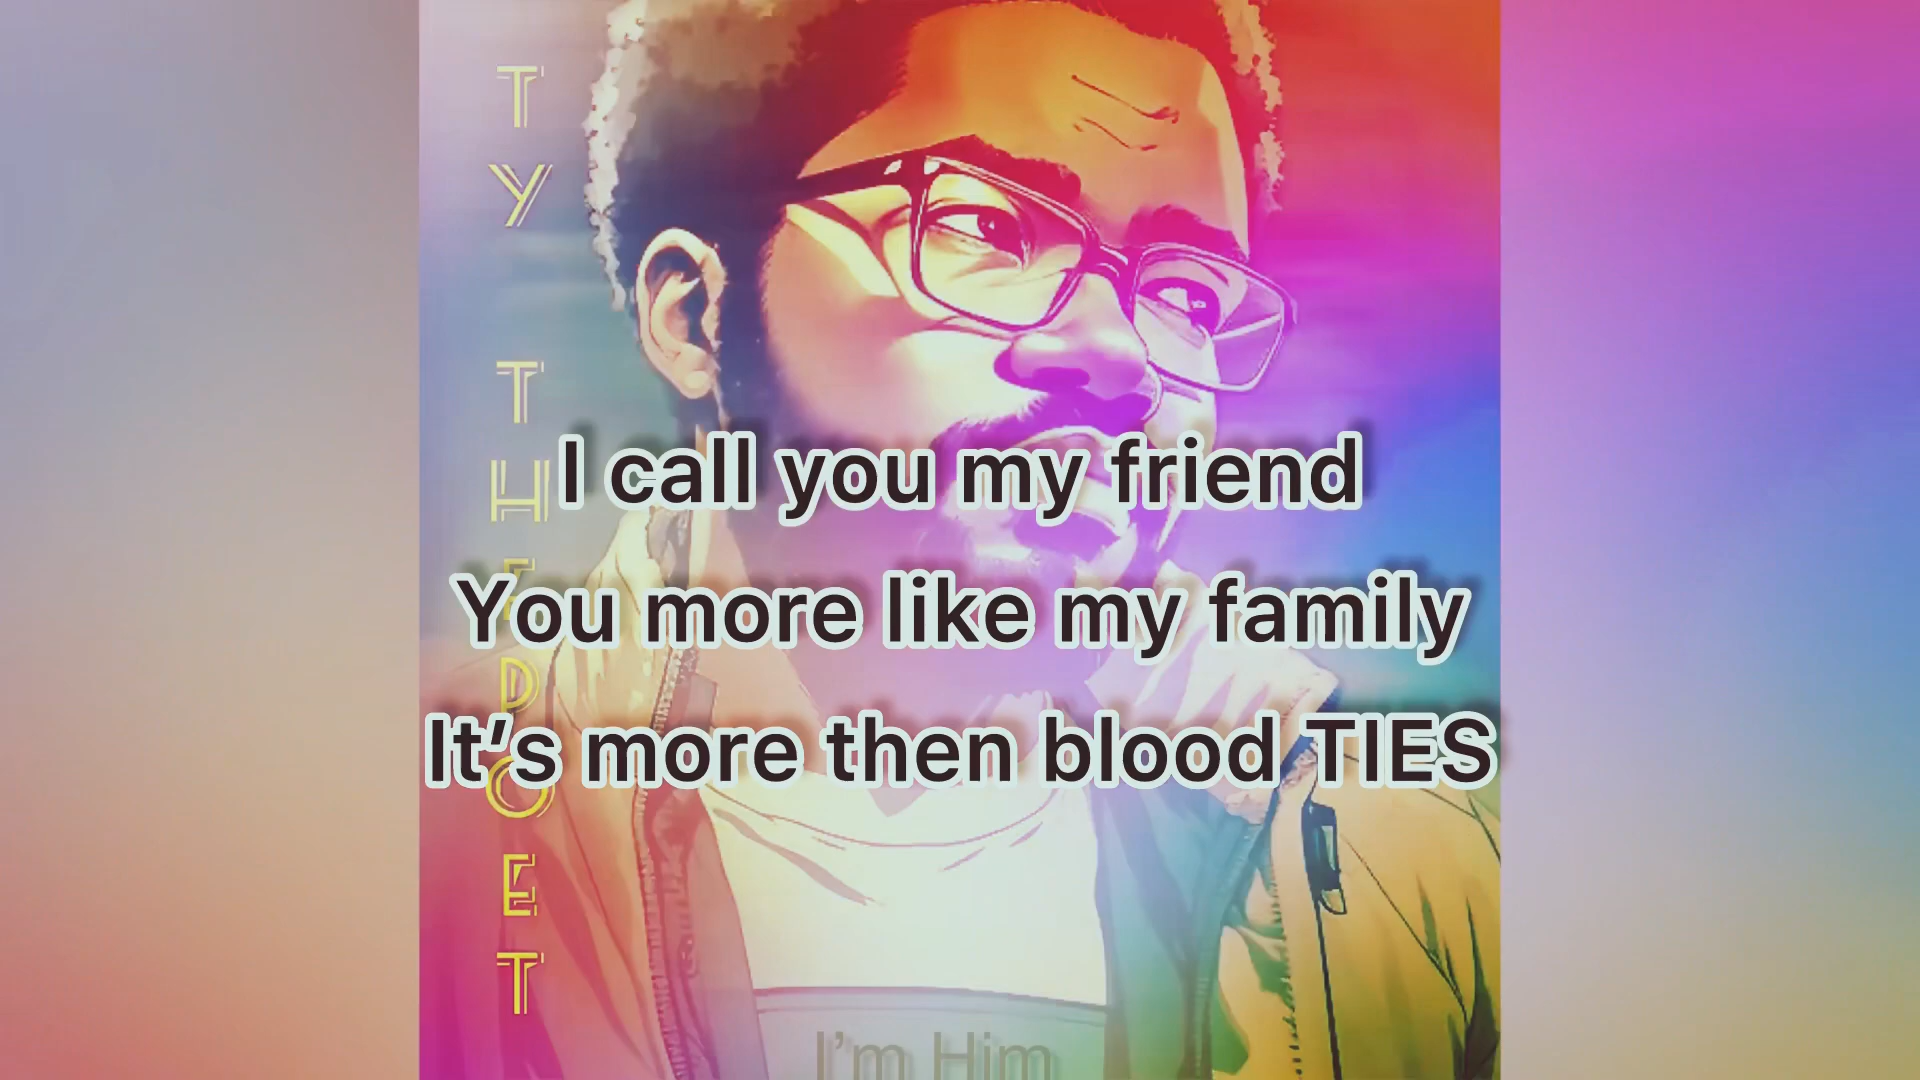 TY THE POET
I call you my friend
You more like my family
It’s more then blood TIES
I’m Him